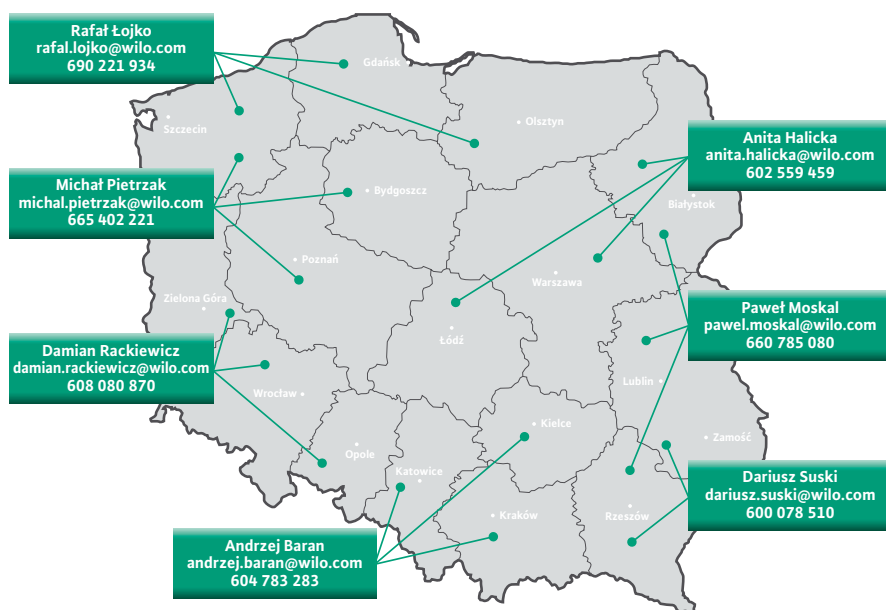 Rafał Łojko
rafal.lojko@wilo.com
690 221 934
Gdańsk
Szczecin
Olsztyn
Anita Halicka
anita.halicka@wilo.com
602 559 459
Michał Pietrzak
michal.pietrzak@wilo.com
665 402 221
Bydgoszcz
Białystok
Poznań
Warszawa
Zielona Góra
Paweł Moskal
pawel.moskal@wilo.com
660 785 080
Łódź
Damian Rackiewicz
damian.rackiewicz@wilo.com
608 080 870
Wrocław
Lublin
Kielce
Zamość
Opole
Katowice
Dariusz Suski
dariusz.suski@wilo.com
600 078 510
Kraków
Rzeszów
Andrzej Baran
andrzej.baran@wilo.com
604 783 283